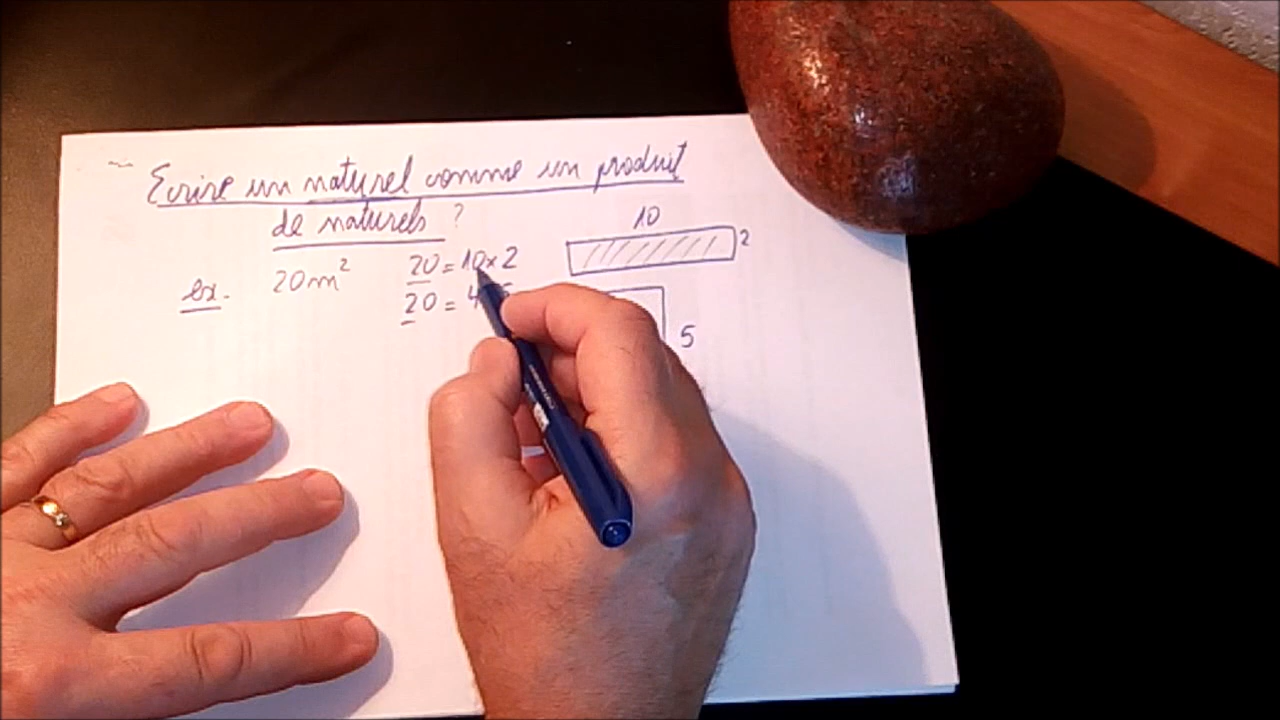 Ecrire un naturel comme un produit
de naturels ?
10
20 = 10 x 2
2
ex.
20m²
20 = 4
5